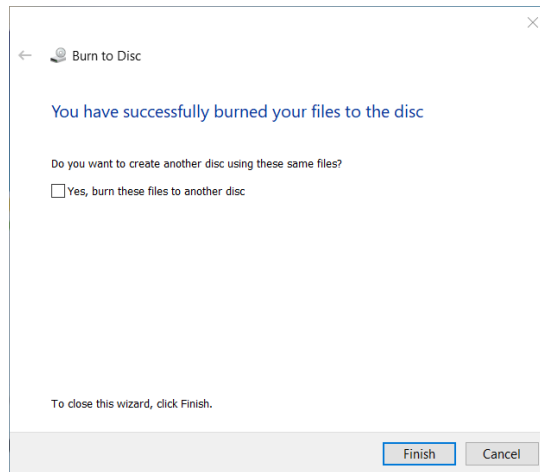 Burn to Disc
You have successfully burned your files to the disc
Do you want to create another disc using these same files?
Yes, burn these files to another disc
To close this wizard, click Finish.
Finish Cancel